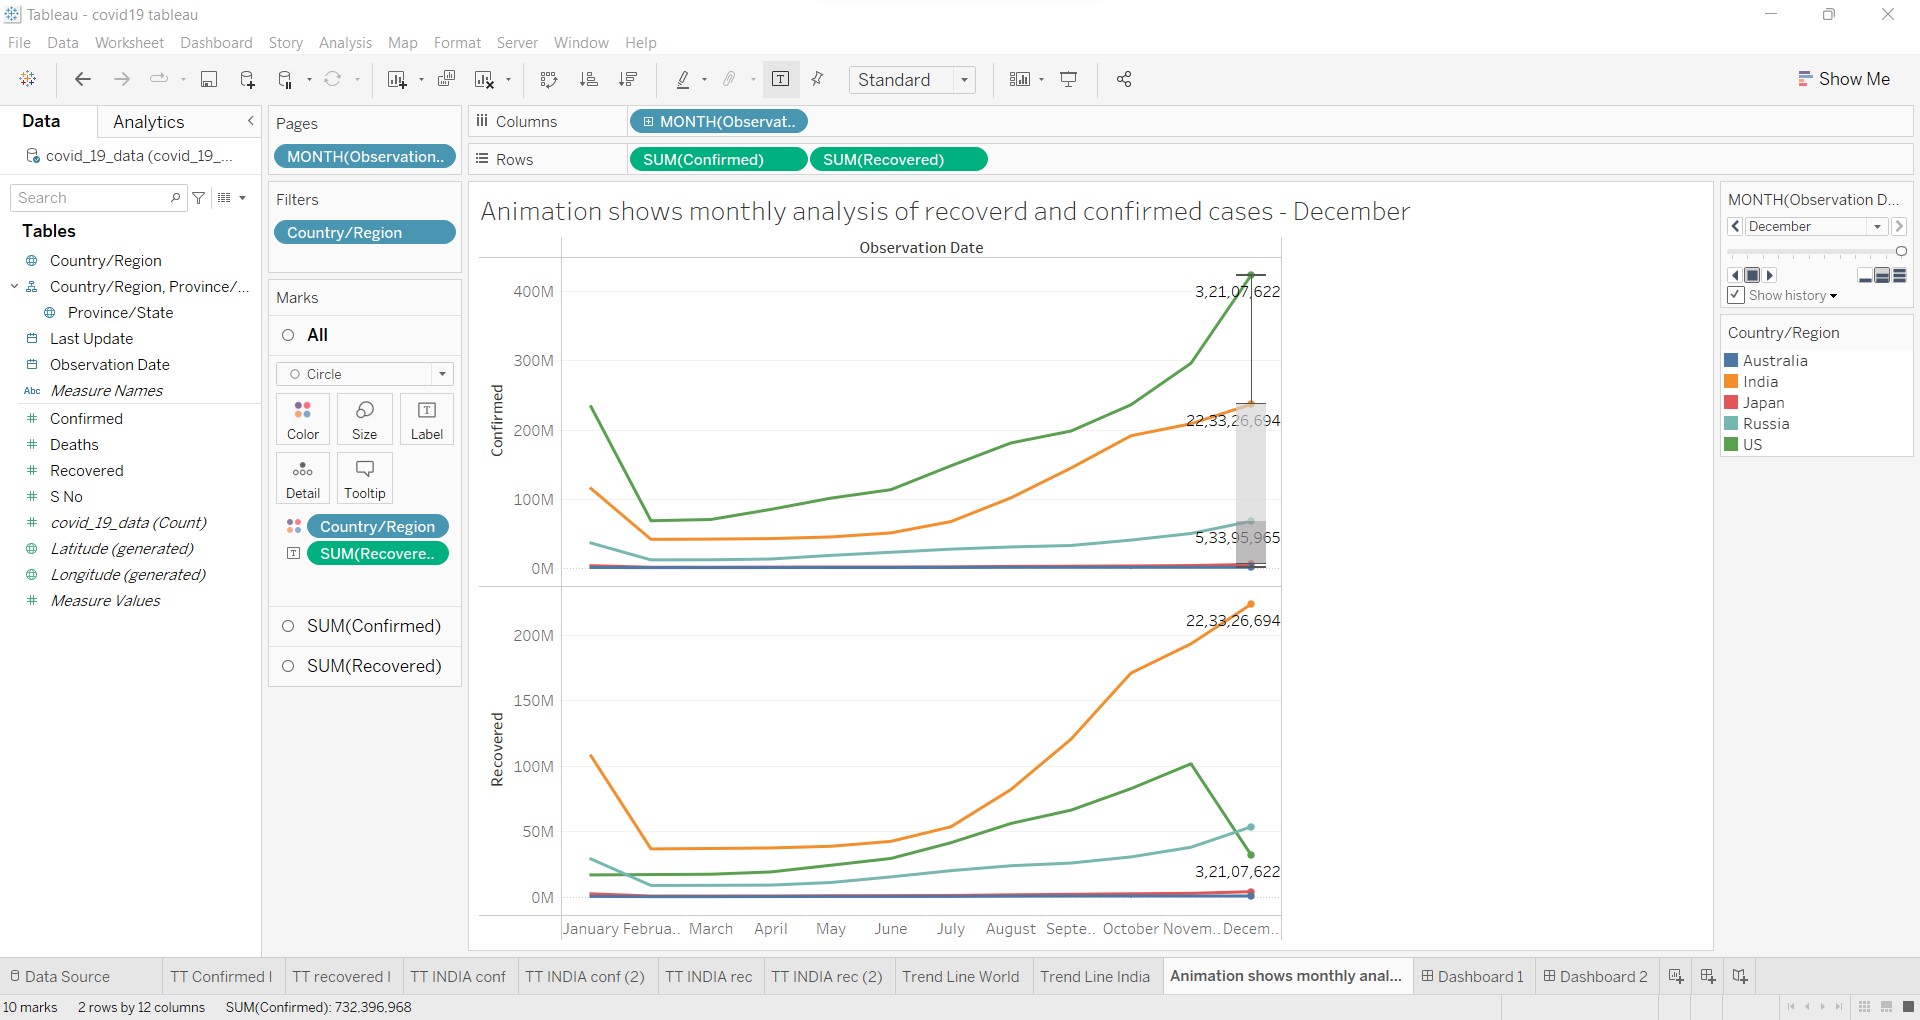 Tableau - covid19 tableau
File Data Worksheet Dashboard Story Analysis Map Format Server Window Help
Standard
Show Me
Data
Analytics
covid_19_data (covid_19_...
Search
Tables
Country/Region
Country/Region, Province/...
Province/State
Last Update
Observation Date
Abc Measure Names
Confirmed
Deaths
Recovered
S No
covid_19_data (Count)
Latitude (generated)
Longitude (generated)
Measure Values
Pages
MONTH(Observation..
Filters
Country/Region
Marks
All
Circle
Color
Size
Label
Detail
Tooltip
Country/Region
SUM(Recovere..
SUM(Confirmed)
SUM(Recovered)
Columns
MONTH(Observat..
Rows
SUM(Confirmed)
SUM(Recovered)
Animation shows monthly analysis of recoverd and confirmed cases - December
Observation Date
Confirmed
400M
300M
200M
100M
0M
3,21,07,622
22,33,26,694
5,33,95,965
Recovered
200M
150M
100M
50M
0M
22,33,26,694
3,21,07,622
January Februa.. March April May June July August Septe.. October Novem.. Decem..
MONTH(Observation D...
December
Show history
Country/Region
Australia
India
Japan
Russia
US
Data Source
TT Confirmed I
TT recovered I
TT INDIA conf
TT INDIA conf (2)
TT INDIA rec
TT INDIA rec (2)
Trend Line World
Trend Line India
Animation shows monthly anal...
Dashboard 1
Dashboard 2
10 marks 2 rows by 12 columns SUM(Confirmed): 732,396,968